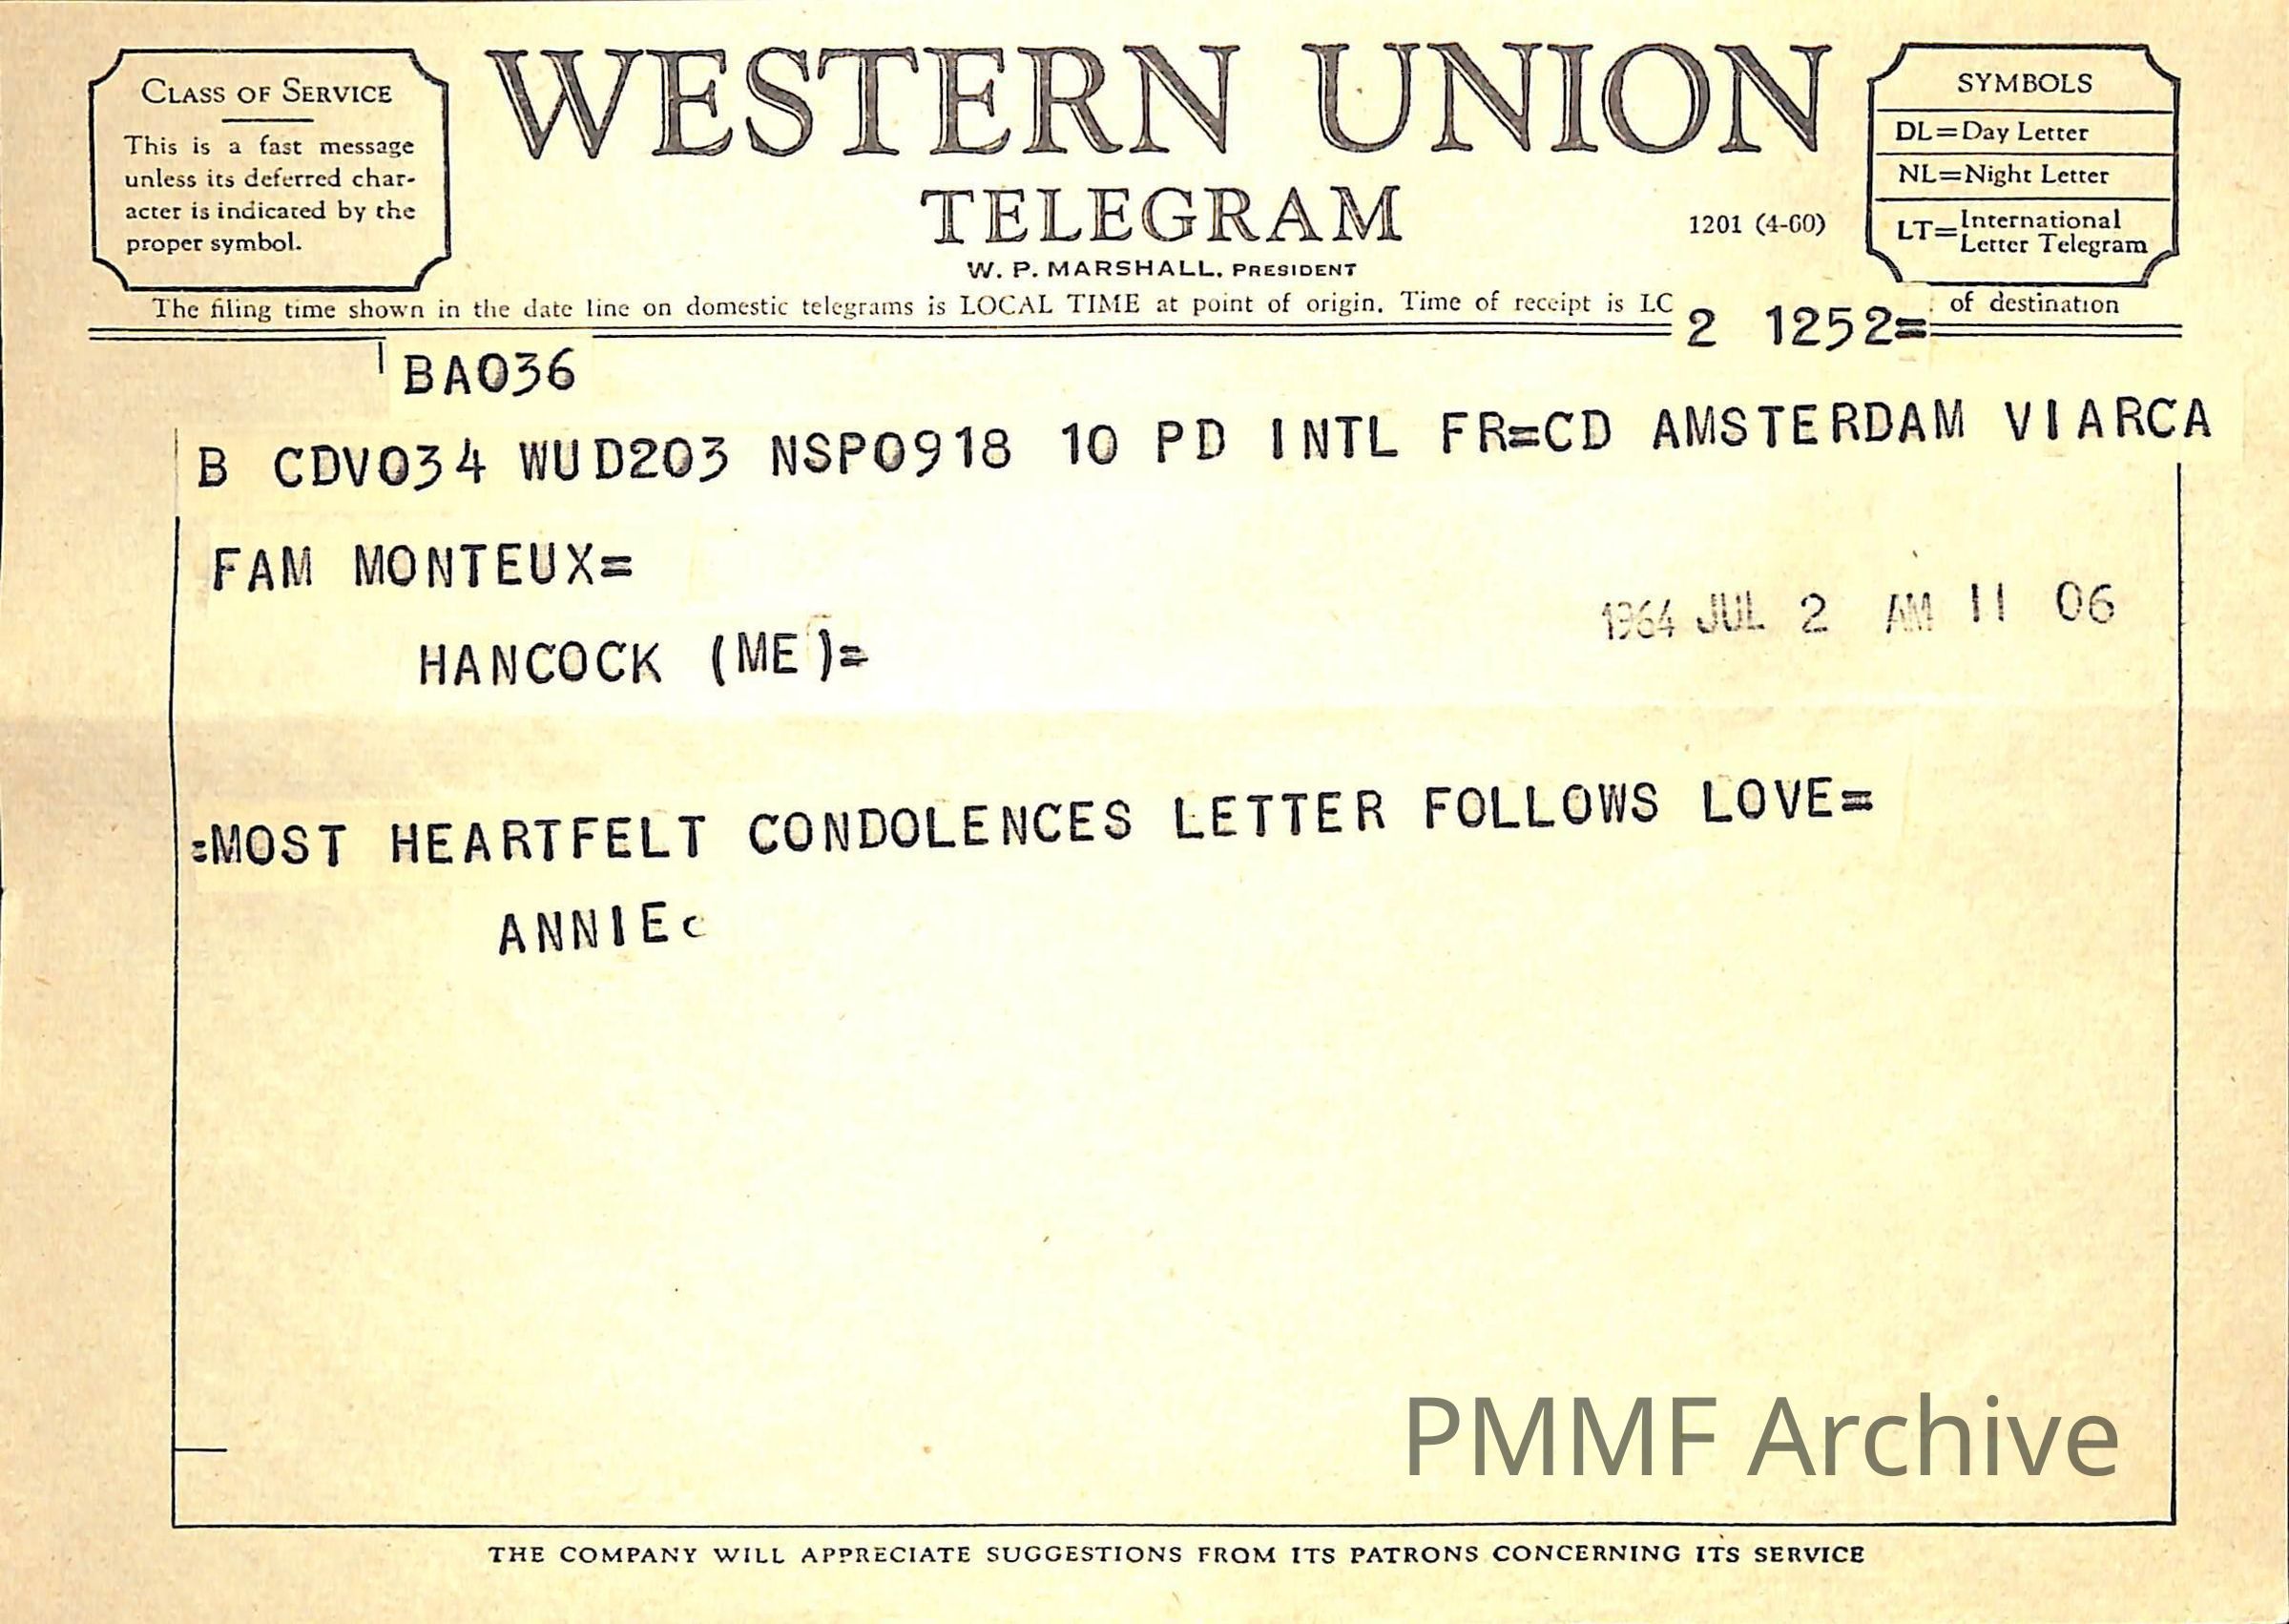 CLASS OF SERVICE
This is a fast message
unless its deferred char-
acter is indicated by the
proper symbol.
WESTERN UNION
TELEGRAM
W. P. MARSHALL, PRESIDENT
1201 (4-60)
SYMBOLS
DL=Day Letter
NL=Night Letter
LT=International
Letter Telegram
The filing time shown in the date line on domestic telegrams is LOCAL TIME at point of origin. Time of receipt is LC of destination
2 1252=
BA036
B CDV034 WUD203 NSP0918 10 PD INTL FR=CD AMSTERDAM VIARCA
FAM MONTEUX=
1964 JUL 2 AM 11 06
HANCOCK (ME)=
=MOST HEARTFELT CONDOLENCES LETTER FOLLOWS LOVE=
ANNIE
PMMF Archive
THE COMPANY WILL APPRECIATE SUGGESTIONS FROM ITS PATRONS CONCERNING ITS SERVICE